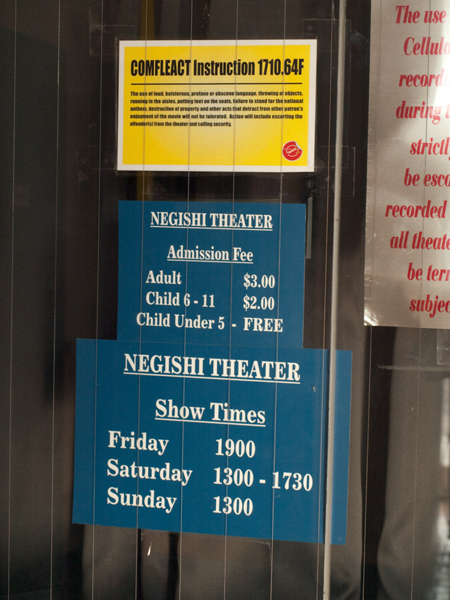 COMFLEACT Instruction 1710.64F
The use of loud, boisterous, profane or obscene language, throwing of objects,
running in the aisles, putting feet on the seats, failure to stand for the national
anthem, destruction of property and other acts that detract from other patron's
enjoyment of the movie will not be tolerated. Action will include escorting the
offender(s) from the theater and calling security.
NEGISHI THEATER
Admission Fee
Adult $3.00
Child 6 - 11 $2.00
Child Under 5 - FREE
NEGISHI THEATER
Show Times
Friday 1900
Saturday 1300 - 1730
Sunday 1300
The use
Cellul
record
during
strictl
be esco
recorded
all theate
be ter
subjec